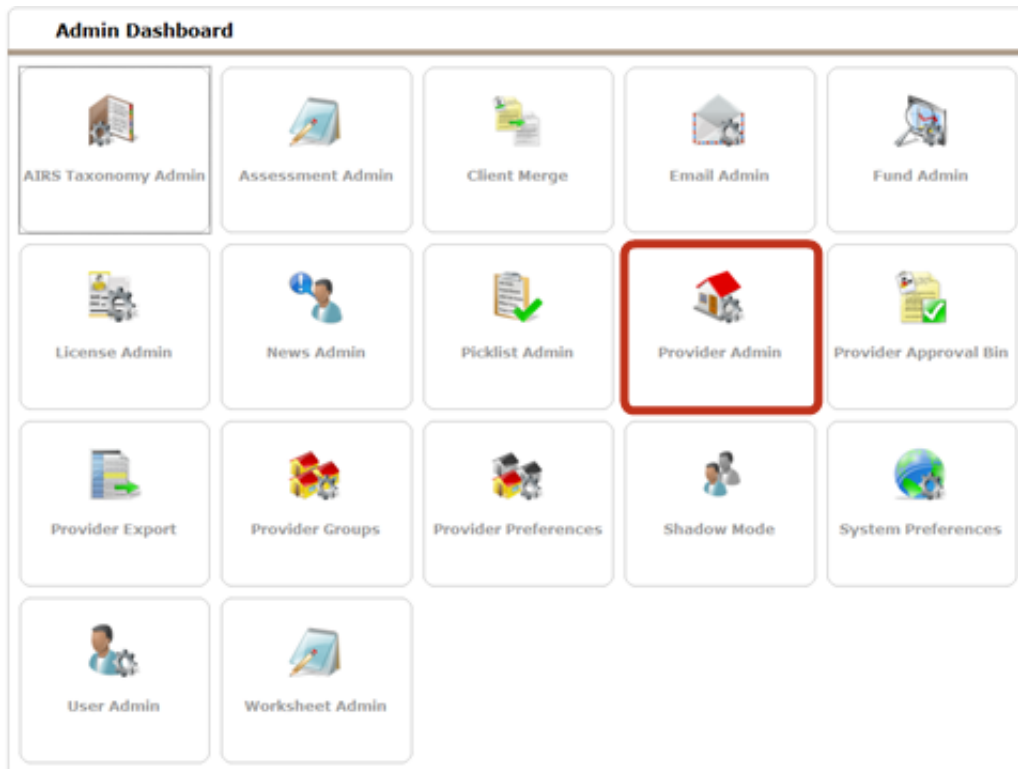 Admin Dashboard
AIRS Taxonomy Admin
Assessment Admin
Client Merge
Email Admin
Fund Admin
License Admin
News Admin
Picklist Admin
Provider Admin
Provider Approval Bin
Provider Export
Provider Groups
Provider Preferences
Shadow Mode
System Preferences
User Admin
Worksheet Admin